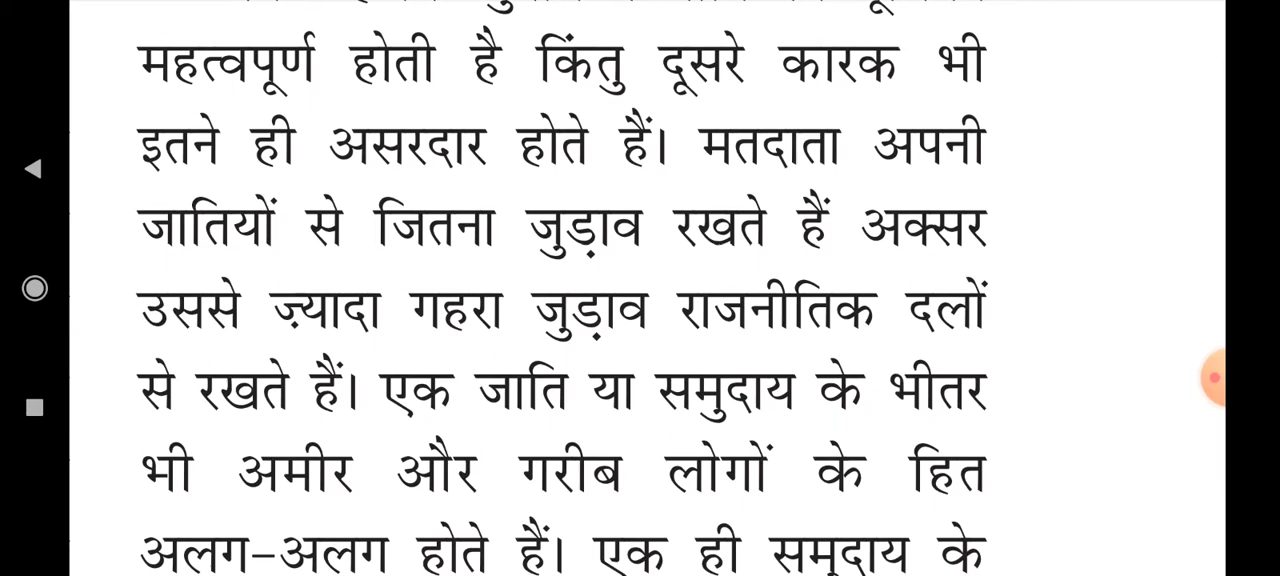 महत्वपूर्ण होती है किंतु दूसरे कारक भी
इतने ही असरदार होते हैं। मतदाता अपनी
जातियों से जितना जुड़ाव रखते हैं अक्सर
उससे ज़्यादा गहरा जुड़ाव राजनीतिक दलों
से रखते हैं। एक जाति या समुदाय के भीतर
भी अमीर और गरीब लोगों के हित
अलग-अलग होते हैं। एक ही समुदाय के